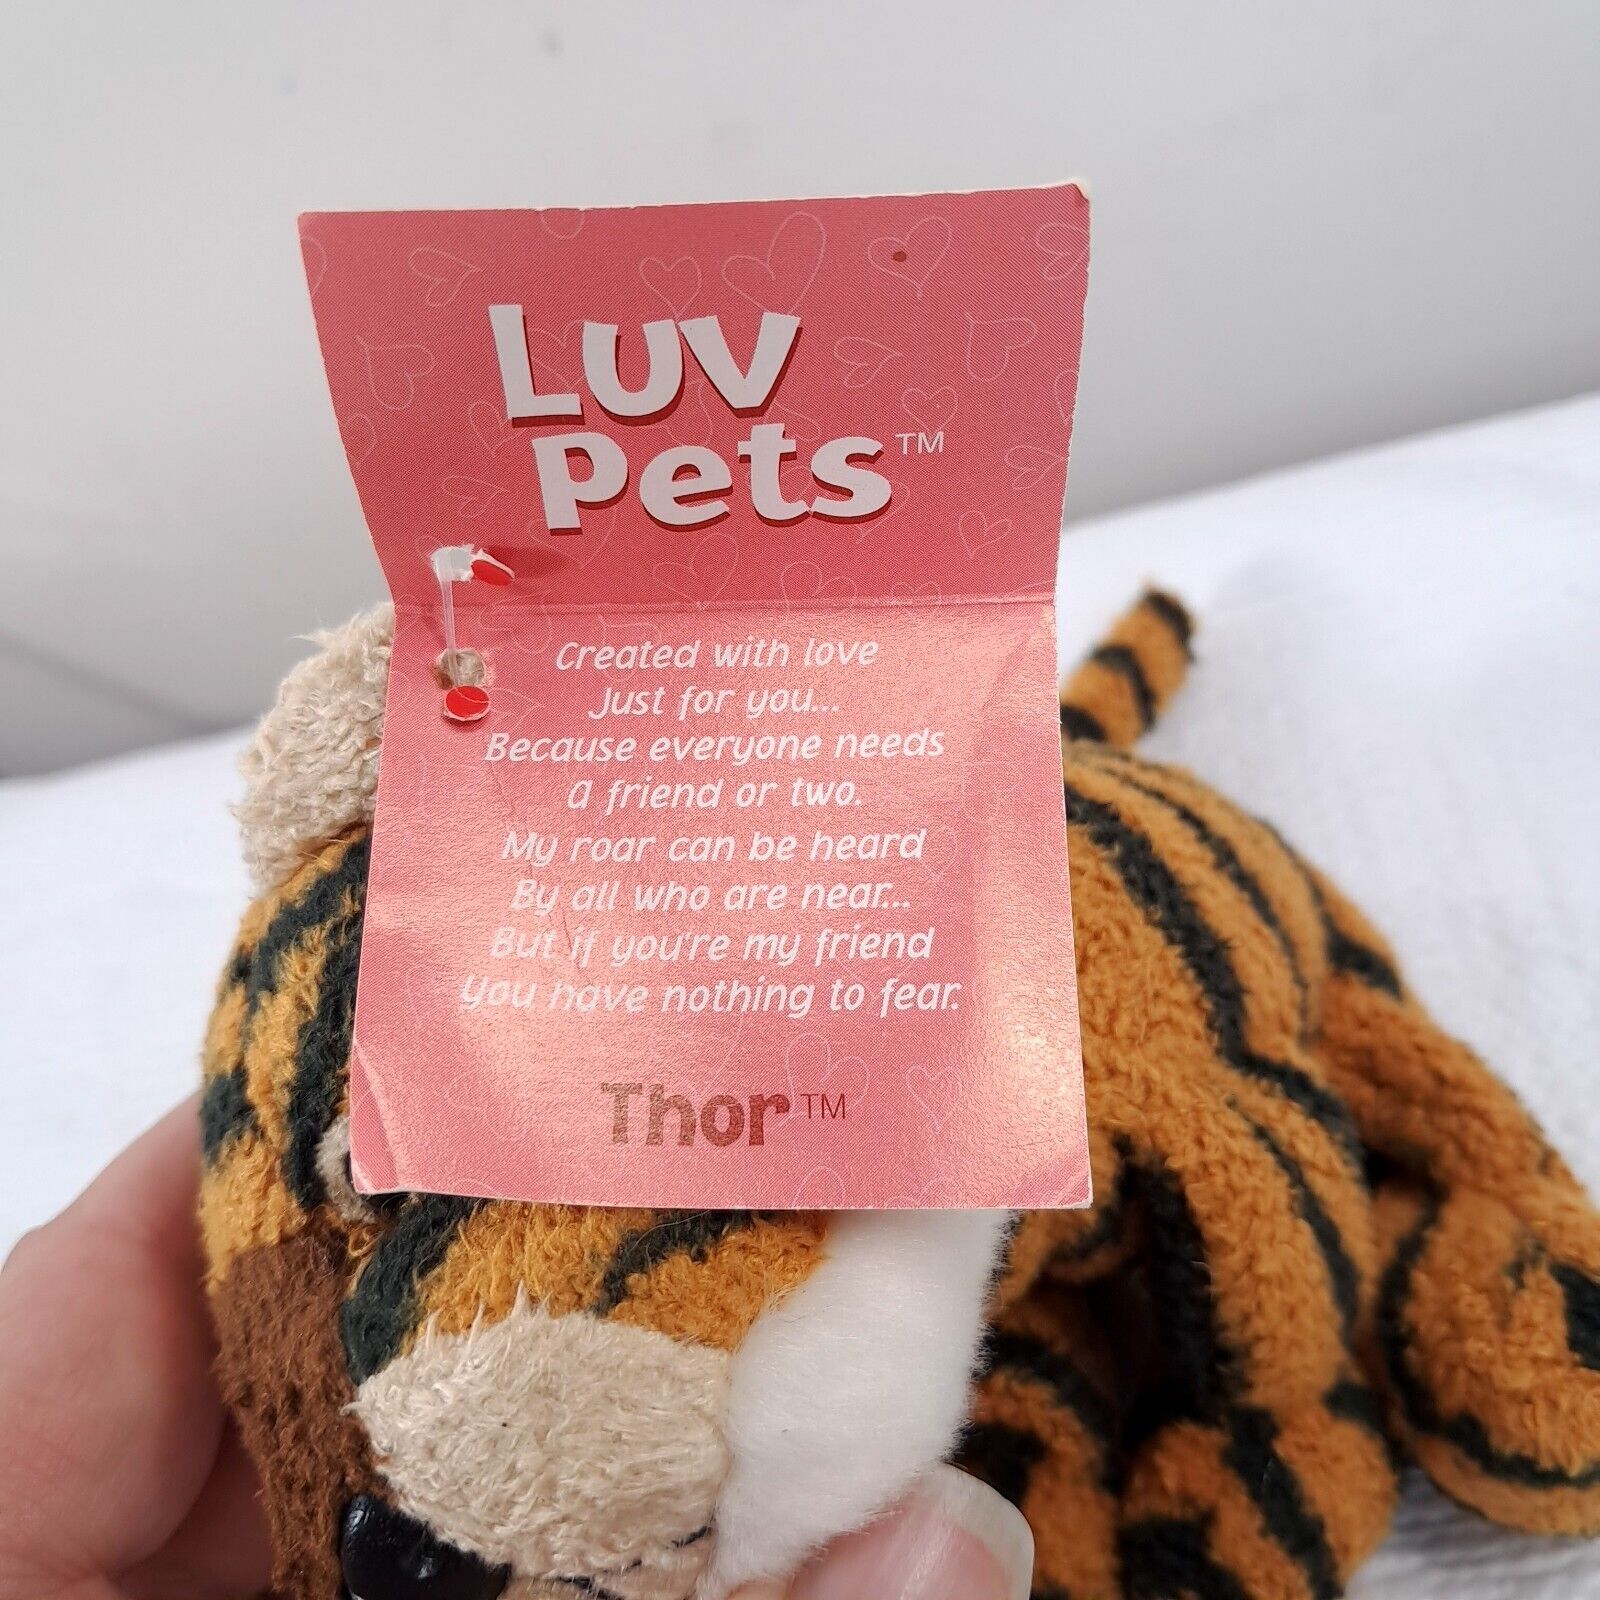 Luv
Pets™
Created with love
Just for you...
Because everyone needs
a friend or two.
My roar can be heard
By all who are near...
But if you're my friend
You have nothing to fear.
Thor™